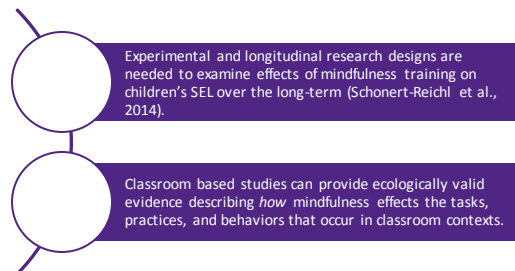 Experimental and longitudinal research designs are
needed to examine effects of mindfulness training on
children's SEL over the long-term (Schonert-Reichl et al.,
2014).
Classroom based studies can provide ecologically valid
evidence describing how mindfulness effects the tasks,
practices, and behaviors that occur in classroom contexts.